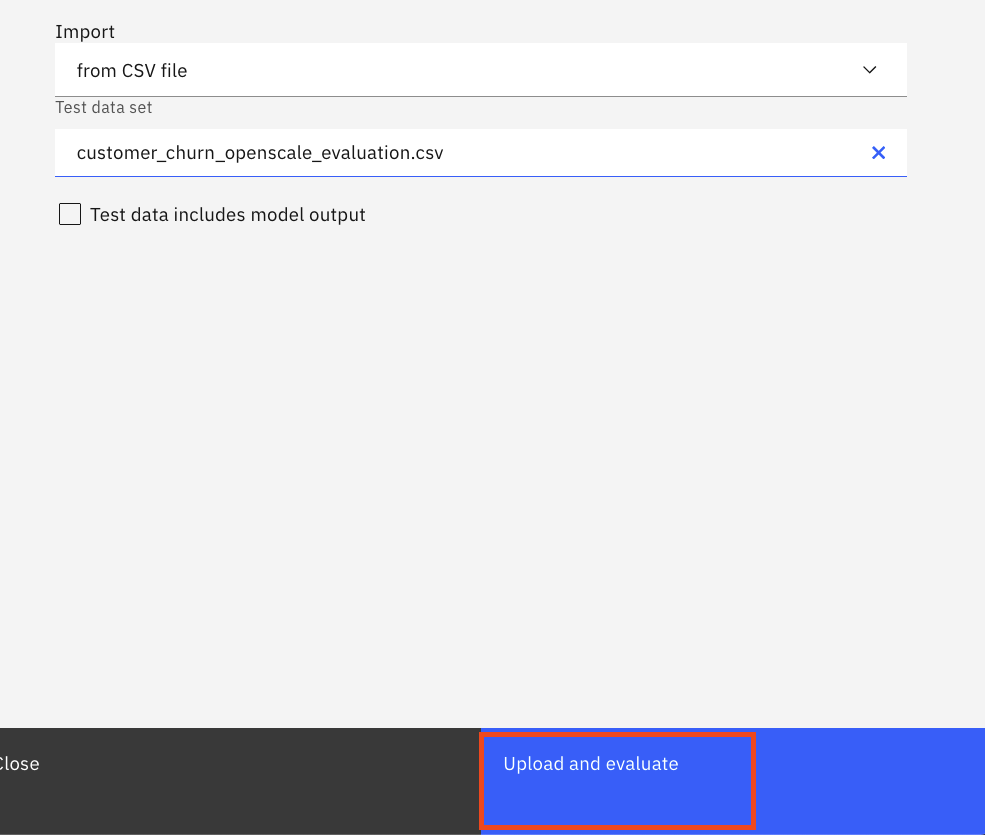 Import
from CSV file
Test data set
customer_churn_openscale_evaluation.csv
Test data includes model output
Close
Upload and evaluate